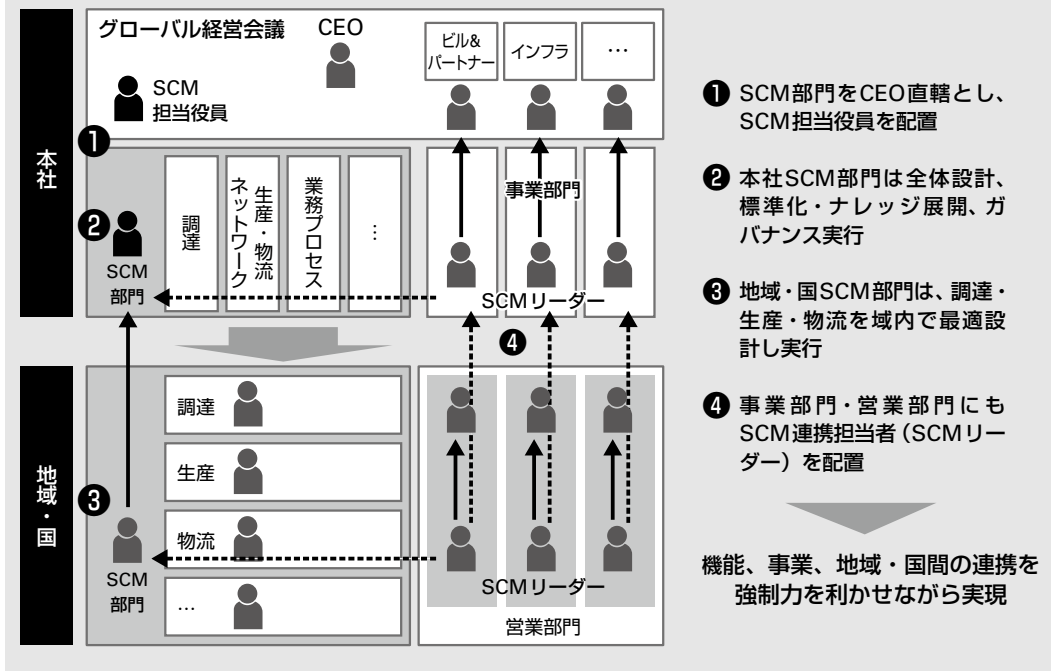 本社
グローバル経営会議
CEO
SCM
担当役員
ビル&
パートナー
インフラ
…
❶
❷
SCM
部門
調達
生産・物流
ネットワーク
業務プロセス
…
事業部門
SCMリーダー
❹
地域・国
❸
SCM
部門
調達
生産
物流
…
SCMリーダー
営業部門
❶ SCM部門をCEO直轄とし、
SCM担当役員を配置
❷ 本社SCM部門は全体設計、
標準化・ナレッジ展開、ガ
バナンス実行
❸ 地域・国SCM部門は、調達・
生産・物流を域内で最適設
計し実行
❹ 事業部門・営業部門にも
SCM連携担当者（SCMリー
ダー）を配置
機能、事業、地域・国間の連携を
強制力を利かせながら実現